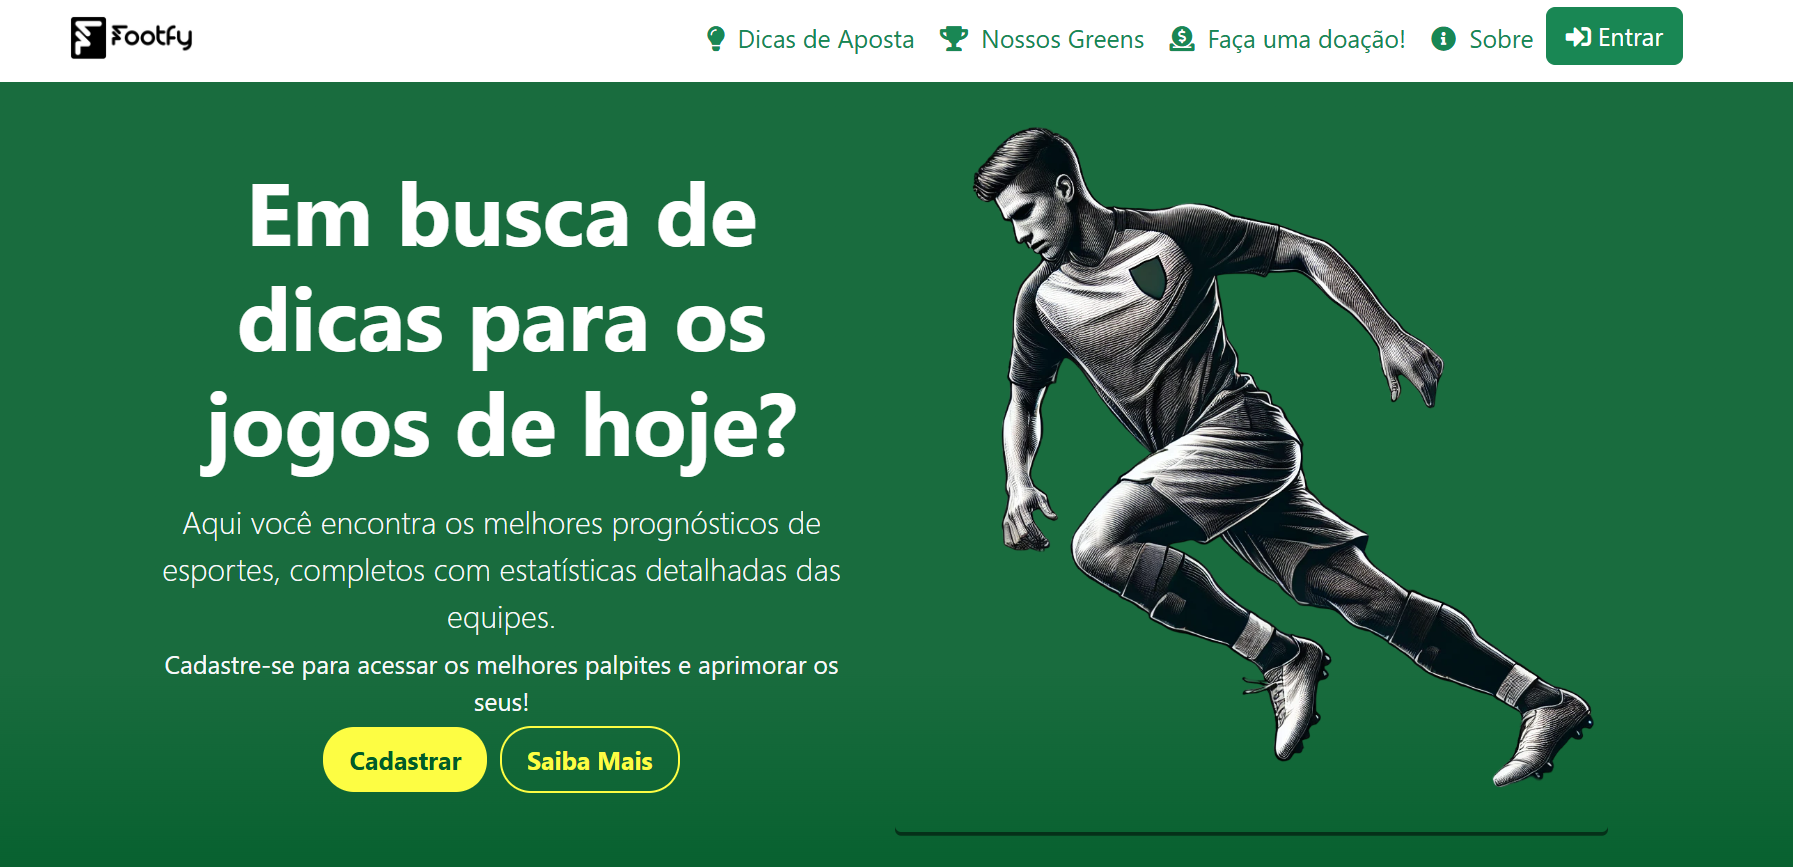 Footfy
Dicas de Aposta
Nossos Greens
Faça uma doação!
Sobre
Entrar
Em busca de
dicas para os
jogos de hoje?
Aqui você encontra os melhores prognósticos de
esportes, completos com estatísticas detalhadas das
equipes.
Cadastre-se para acessar os melhores palpites e aprimorar os
seus!
Cadastrar
Saiba Mais